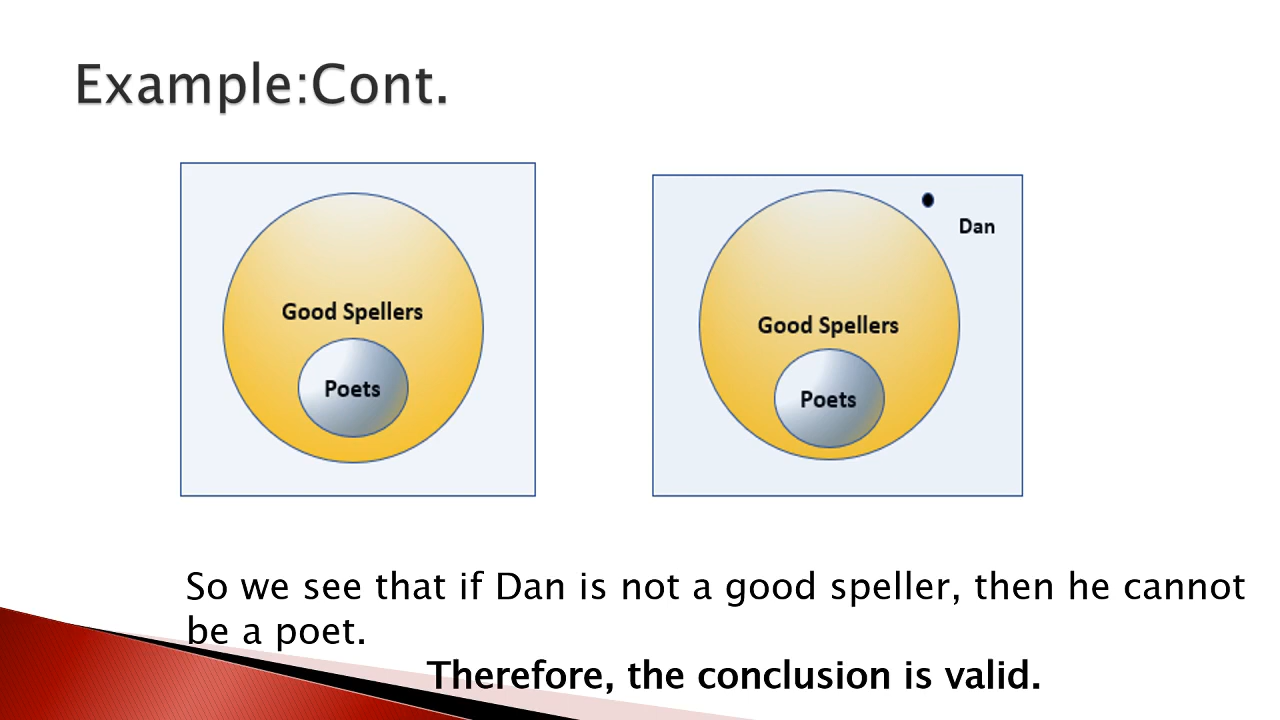 Example:Cont.
Good Spellers
Poets
Dan
Good Spellers
Poets
So we see that if Dan is not a good speller, then he cannot
be a poet.
Therefore, the conclusion is valid.